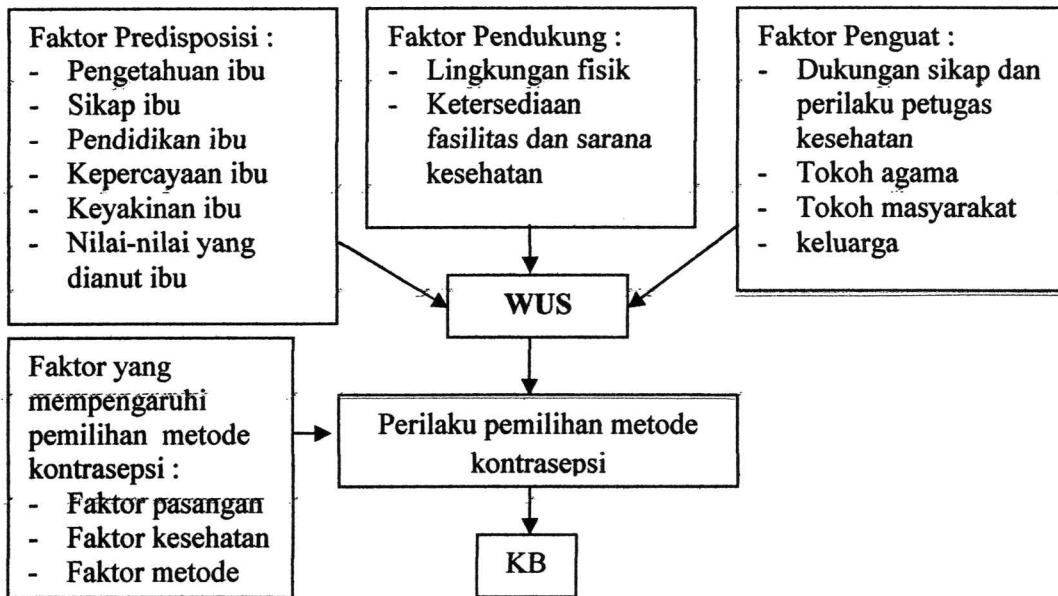 Faktor Predisposisi :
- Pengetahuan ibu
- Sikap ibu
- Pendidikan ibu
- Kepercayaan ibu
- Keyakinan ibu
- Nilai-nilai yang
dianut ibu
Faktor Pendukung :
- Lingkungan fisik
- Ketersediaan
fasilitas dan sarana
kesehatan
Faktor Penguat :
- Dukungan sikap dan
perilaku petugas
kesehatan
- Tokoh agama
- Tokoh masyarakat
- keluarga
WUS
Faktor yang
mempengaruhi
pemilihan metode
kontrasepsi :
- Faktor pasangan
- Faktor kesehatan
- Faktor metode
Perilaku pemilihan metode
kontrasepsi
KB